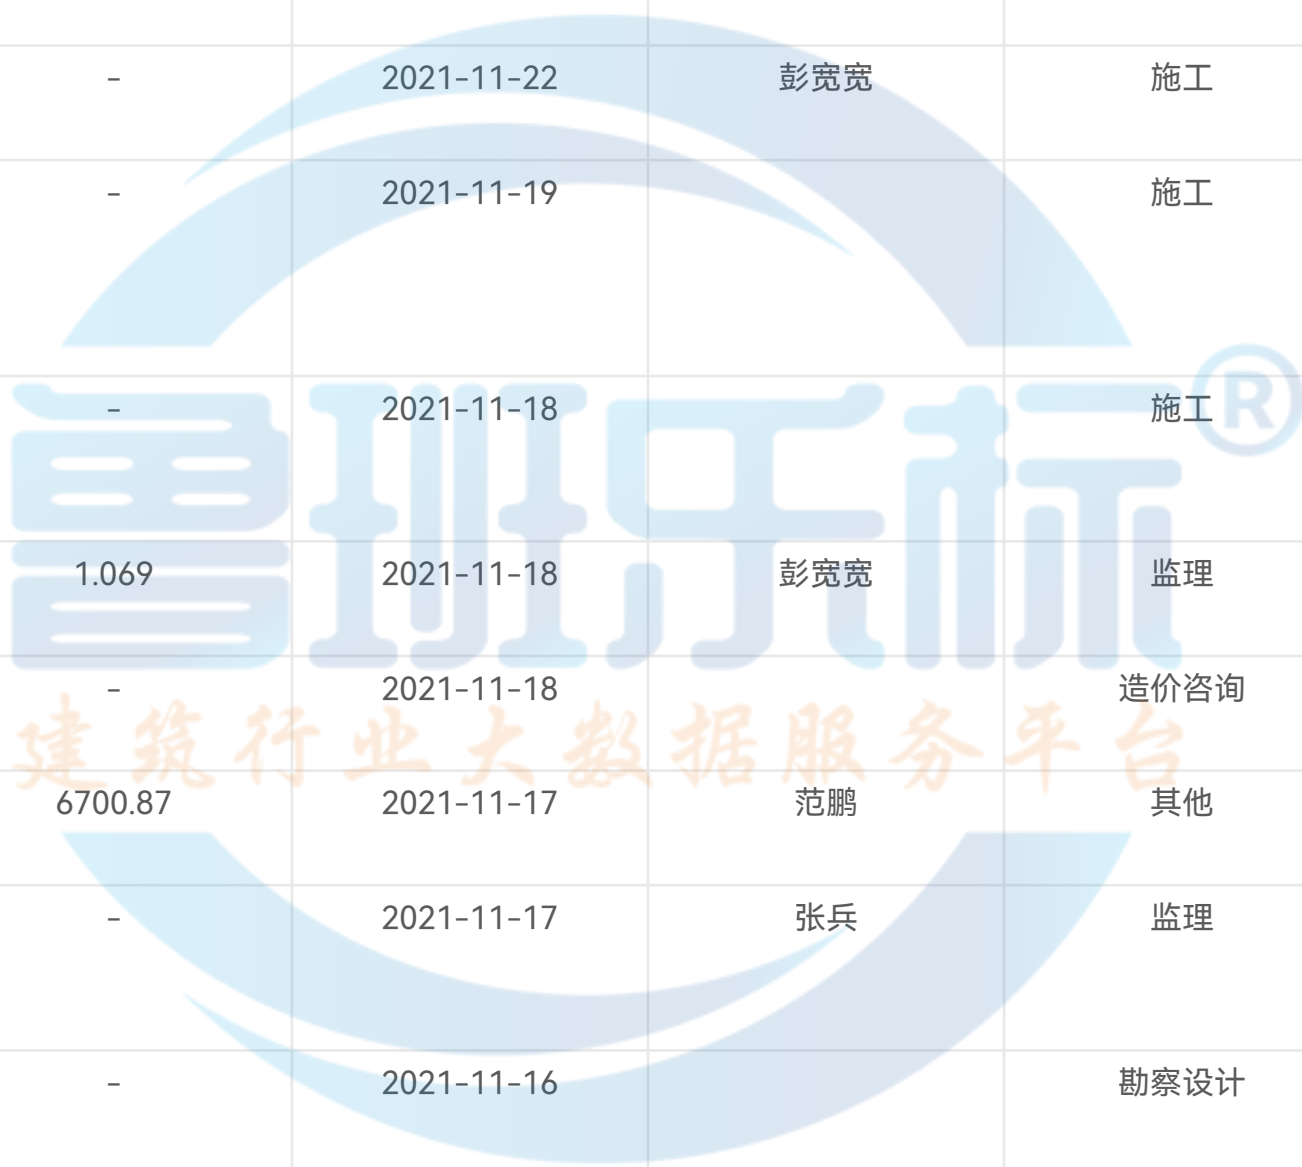 - 2021-11-22 彭宽宽 施工
- 2021-11-19 施工
- 2021-11-18 施工
鲁班乐标®
1.069 2021-11-18 彭宽宽 监理
- 2021-11-18 造价咨询
建筑行业大数据服务平台
6700.87 2021-11-17 范鹏 其他
- 2021-11-17 张兵 监理
- 2021-11-16 勘察设计